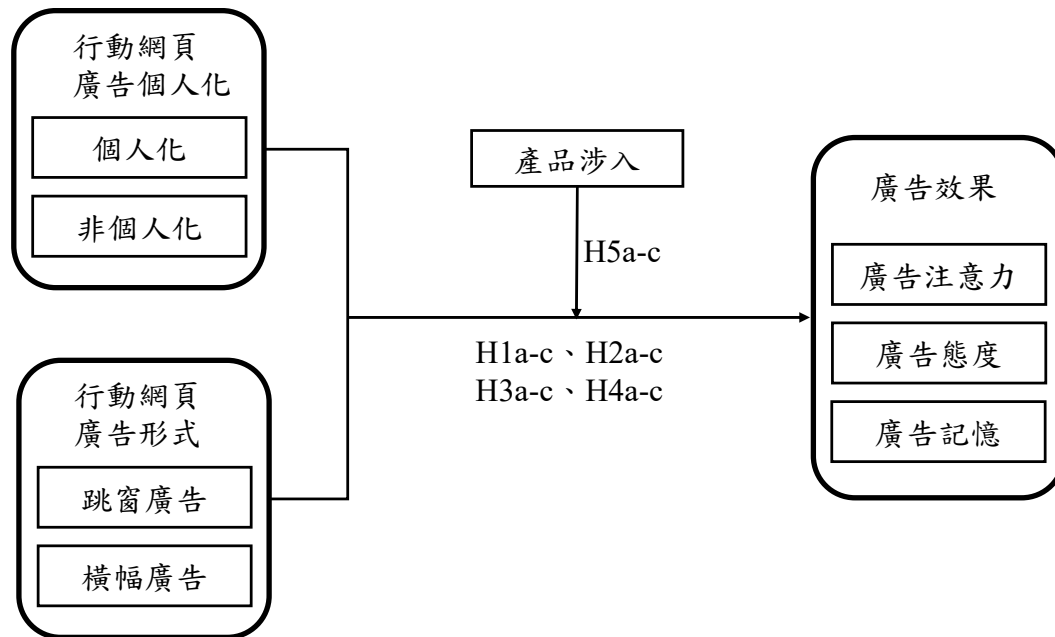 行動網頁
廣告個人化
個人化
非個人化
行動網頁
廣告形式
跳窗廣告
橫幅廣告
產品涉入
H5a-c
H1a-c、H2a-c
H3a-c、H4a-c
廣告效果
廣告注意力
廣告態度
廣告記憶